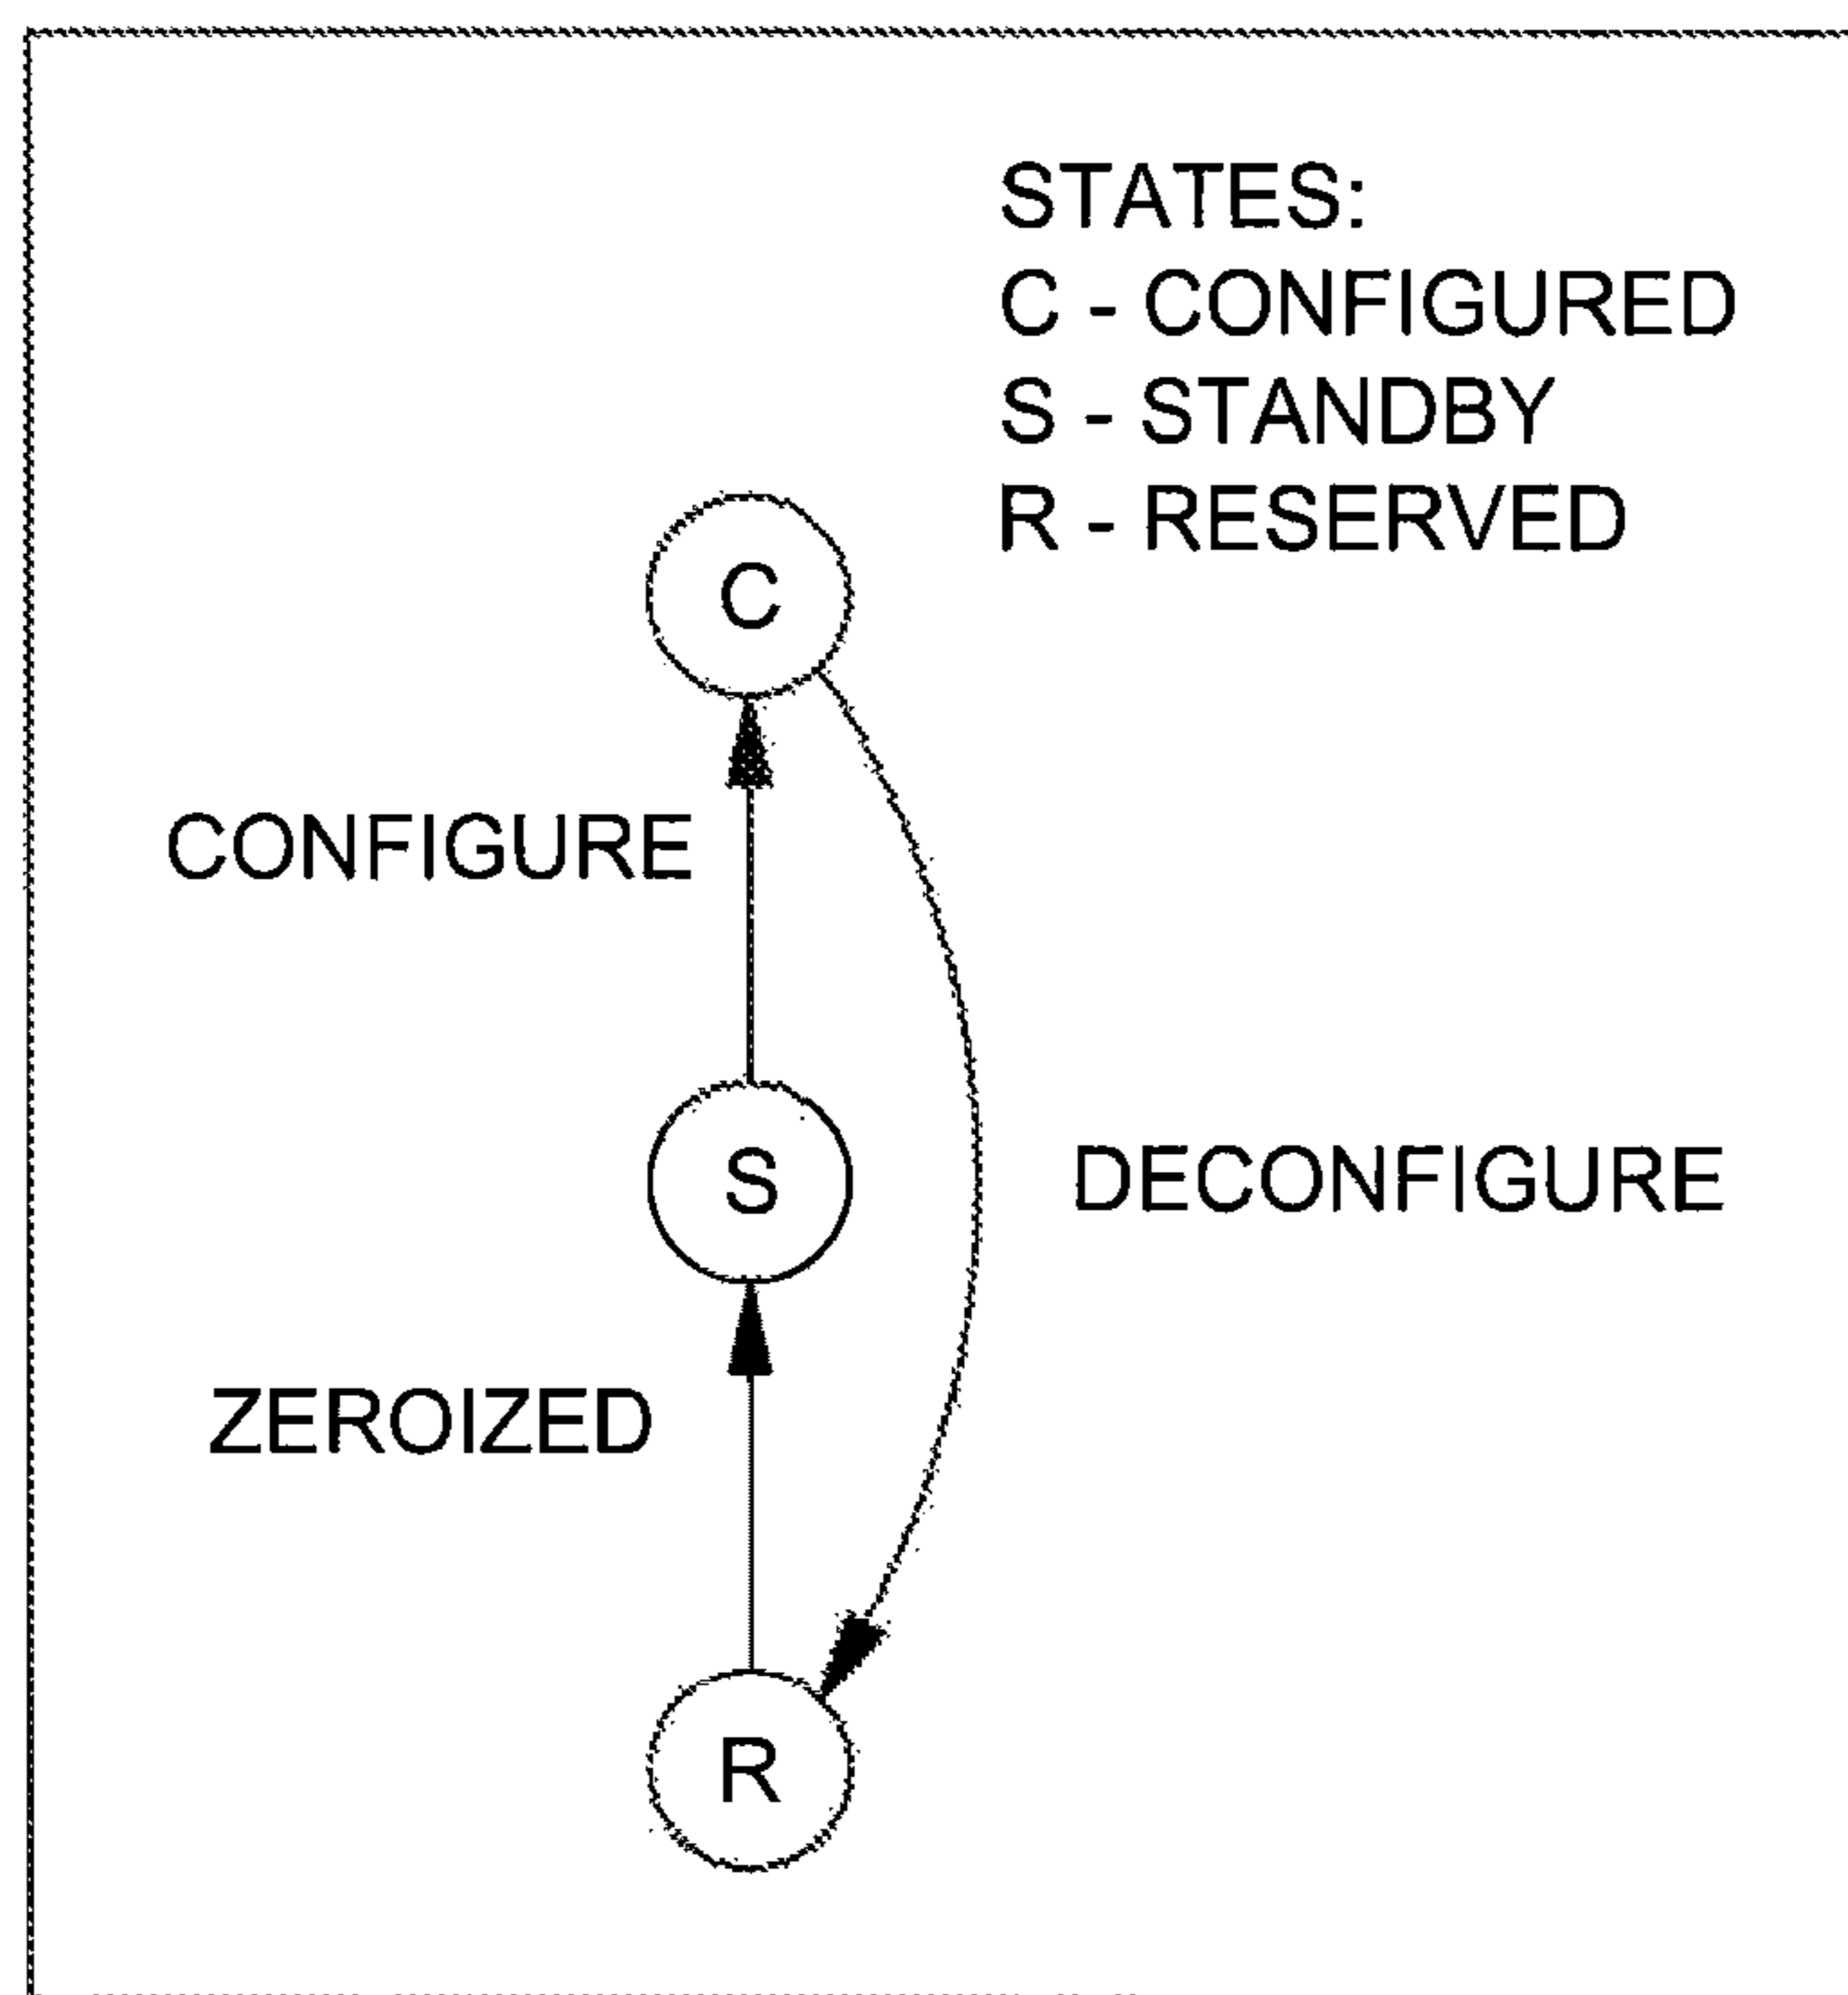 STATES:
C - CONFIGURED
S - STANDBY
R - RESERVED
C
CONFIGURE
S
DECONFIGURE
ZEROIZED
R